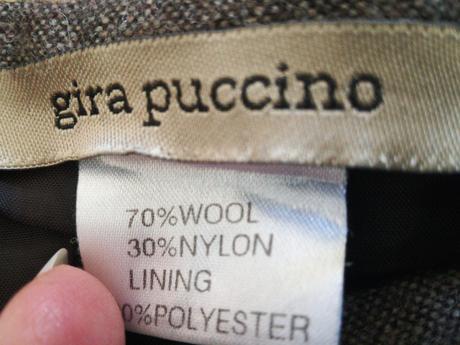 gira puccino
70%WOOL
30%NYLON
LINING
0%POLYESTER